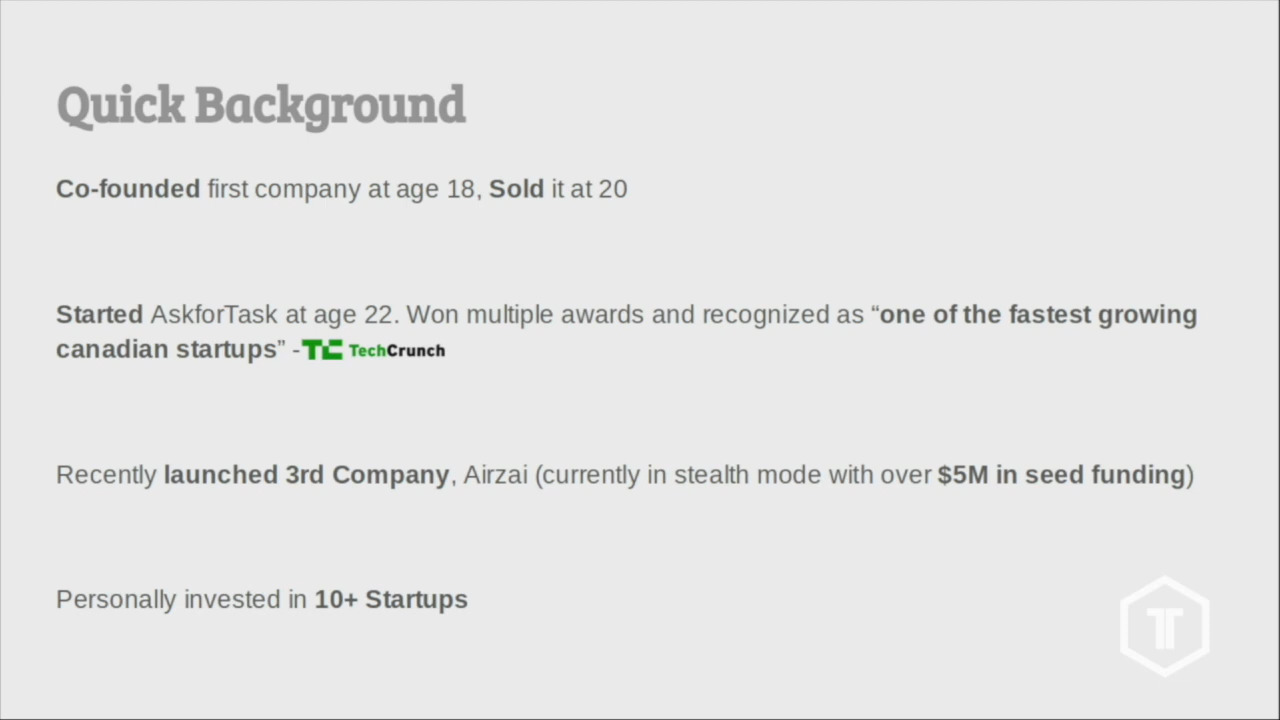 Quick Background
Co-founded first company at age 18, Sold it at 20
Started AskforTask at age 22. Won multiple awards and recognized as “one of the fastest growing
canadian startups” - TC TechCrunch
Recently launched 3rd Company, Airzai (currently in stealth mode with over $5M in seed funding)
Personally invested in 10+ Startups